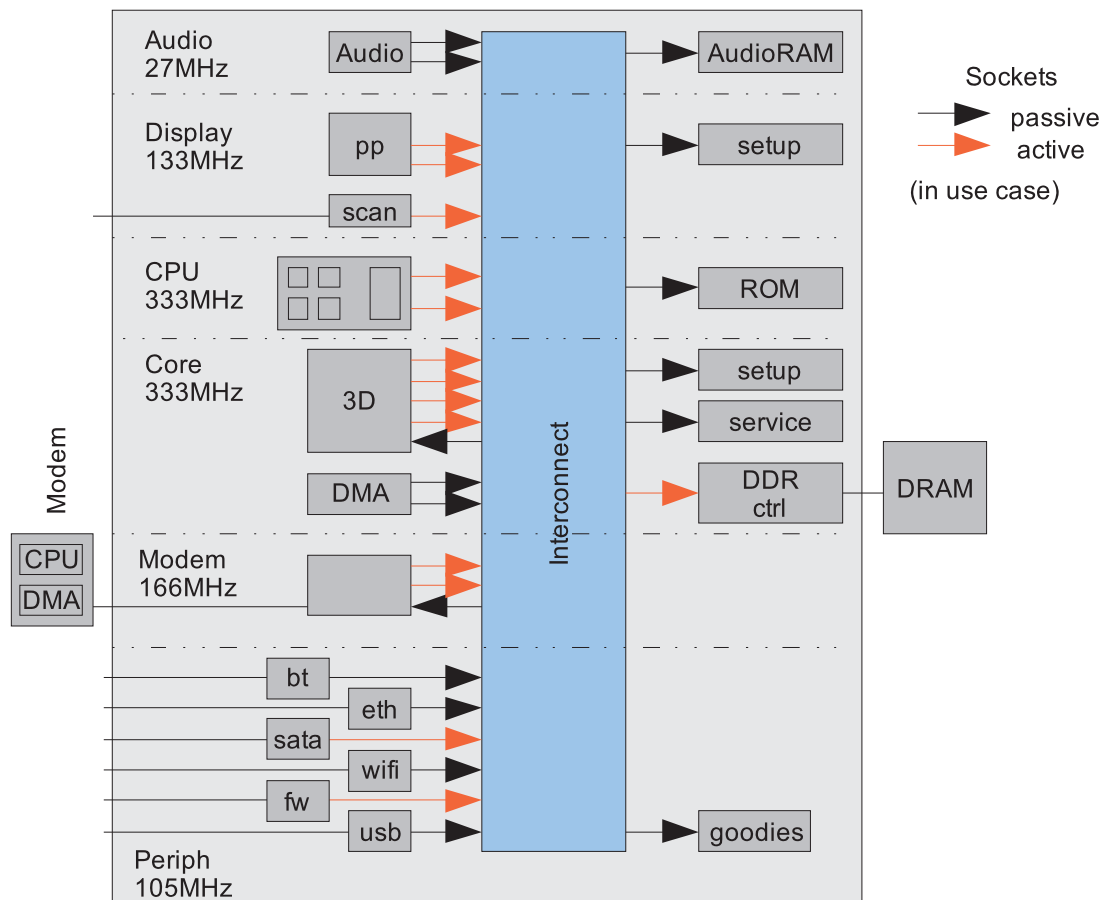 Audio
27MHz
Audio
AudioRAM
Sockets
passive
active
(in use case)
Display
133MHz
pp
setup
scan
CPU
333MHz
ROM
Core
333MHz
3D
setup
service
DMA
DDR
ctrl
DRAM
Interconnect
Modem
CPU
DMA
Modem
166MHz
bt
eth
sata
wifi
fw
usb
goodies
Periph
105MHz